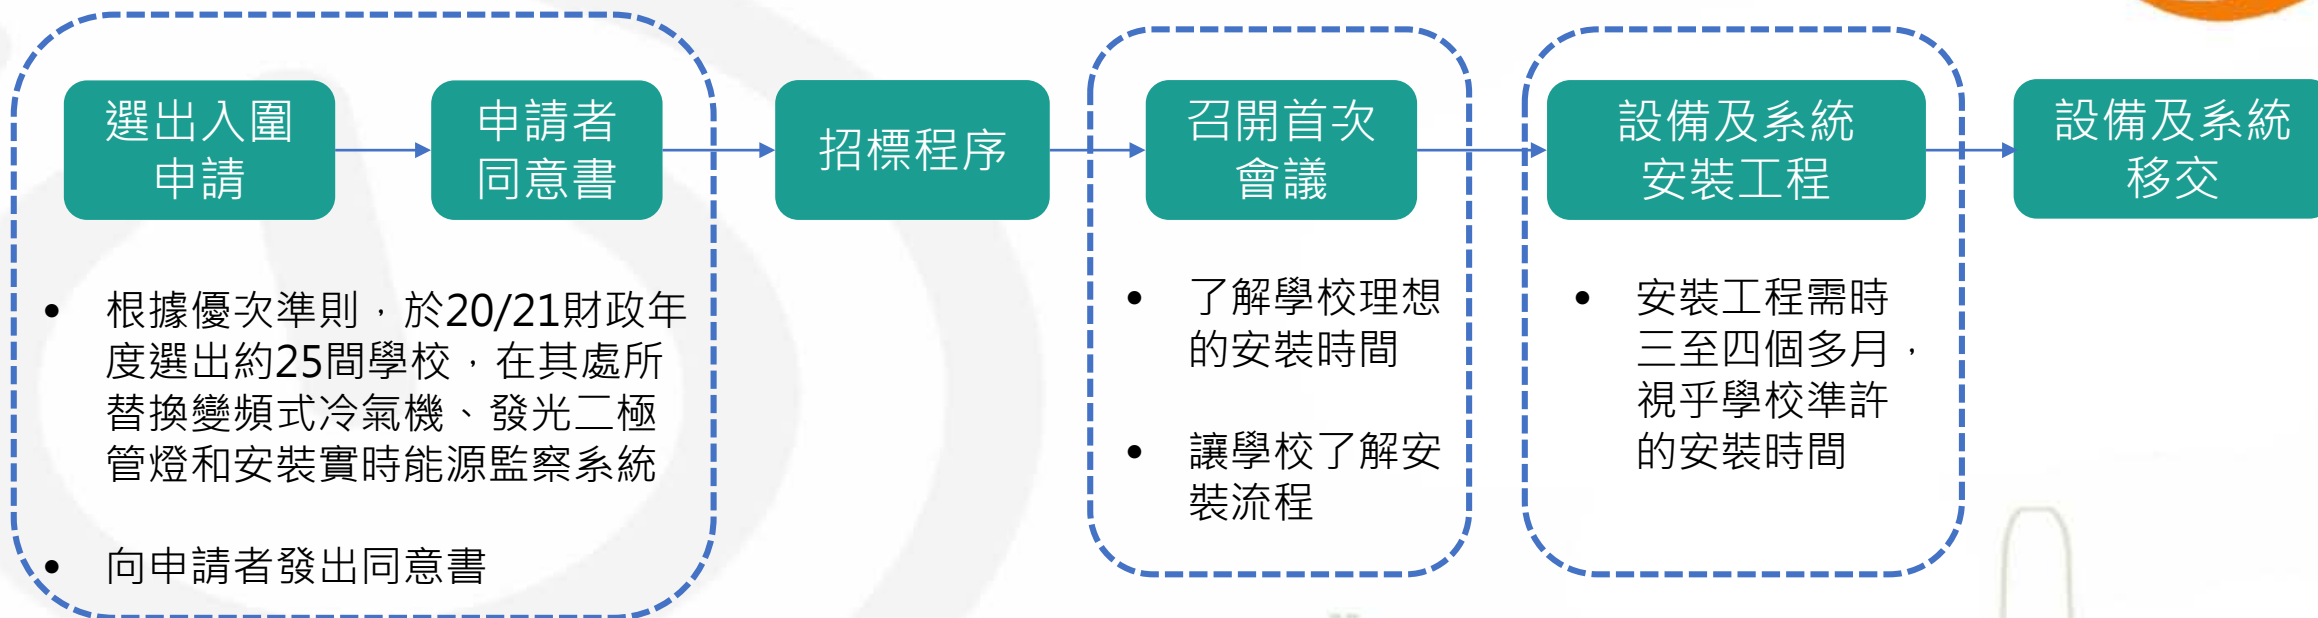 選出入圍
申請
申請者
同意書
招標程序
召開首次
會議
設備及系統
安裝工程
設備及系統
移交
• 根據優次準則，於20/21財政年
度選出約25間學校，在其處所
替換變頻式冷氣機、發光二極
管燈和安裝實時能源監察系統
• 向申請者發出同意書
• 了解學校理想
的安裝時間
• 讓學校了解安
裝流程
• 安裝工程需時
三至四個多月，
視乎學校準許
的安裝時間